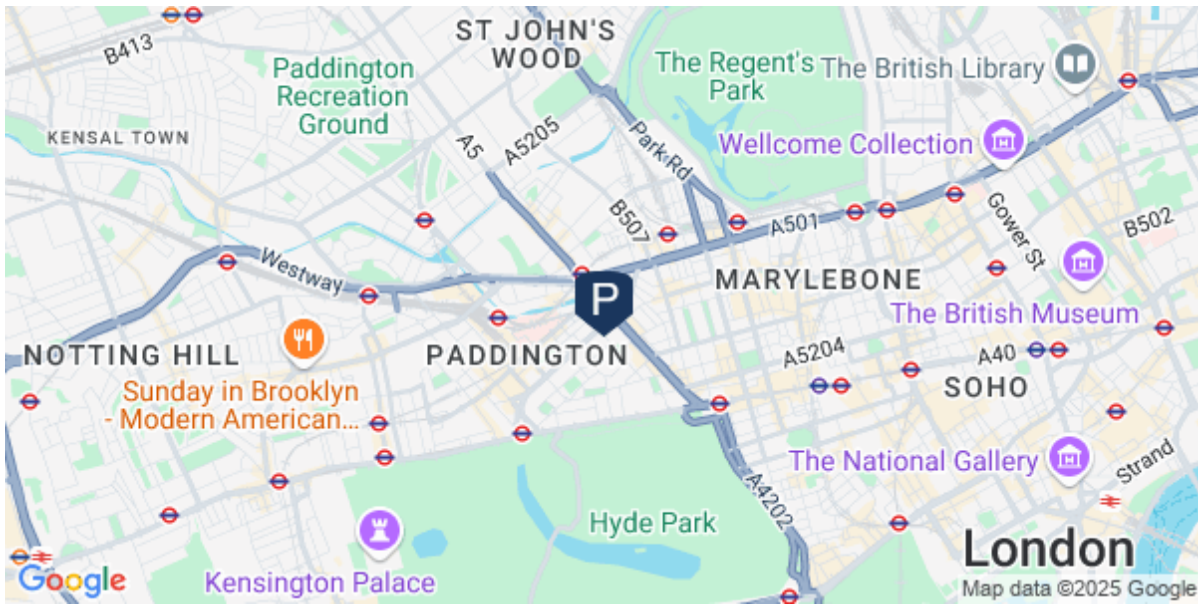 ST JOHN'S
WOOD
B413
Paddington
Recreation
Ground
The Regent's
Park
The British Library
KENSAL TOWN
A5
A5205
Park Rd
Wellcome Collection
B507
A501
Gower St
B502
Westway
MARYLEBONE
P
The British Museum
NOTTING HILL
PADDINGTON
A5204
A40
SOHO
Sunday in Brooklyn
- Modern American...
The National Gallery
Strand
A4202
Hyde Park
Kensington Palace
London
Google
Map data ©2025 Google